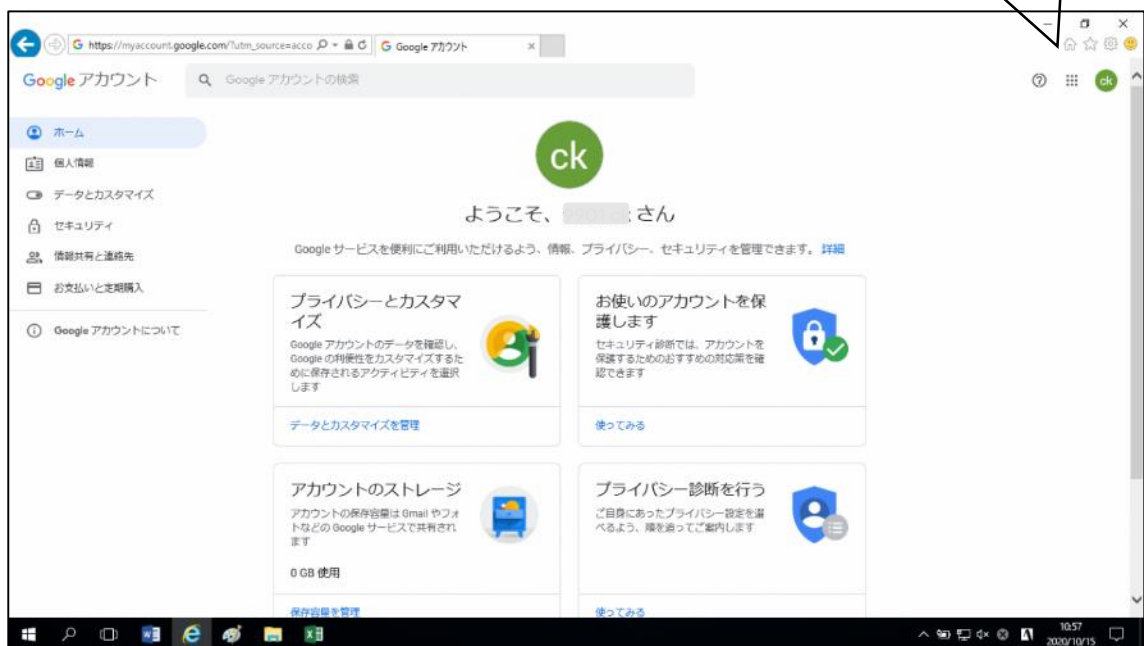 https://myaccount.google.com/?utm_source=acco
Google アカウント
Google アカウント
Google アカウントの検索
ck
ホーム
個人情報
データとカスタマイズ
セキュリティ
情報共有と連絡先
お支払いと定期購入
Google アカウントについて
ck
ようこそ、
さん
Google サービスを便利にご利用いただけるよう、情報、プライバシー、セキュリティを管理できます。詳細
プライバシーとカスタマ
イズ
Google アカウントのデータを確認し、
Google の利便性をカスタマイズするた
めに保存されるアクティビティを選択
します
データとカスタマイズを管理
お使いのアカウントを保
護します
セキュリティ診断では、アカウントを
保護するためのおすすめの対応策を確
認できます
使ってみる
アカウントのストレージ
アカウントの保存容量は Gmail やフォ
トなどの Google サービスで共有され
ます
0 GB 使用
保存容量を管理
プライバシー診断を行う
ご自身にあったプライバシー設定を選
べるよう、順を追ってご案内します
使ってみる
10:57
2020/10/15